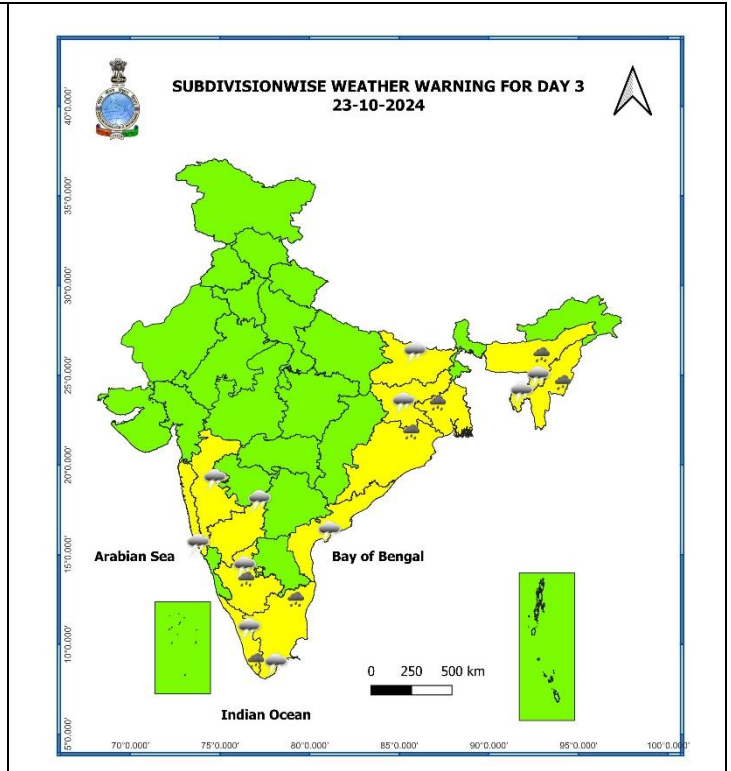 SUBDIVISIONWISE WEATHER WARNING FOR DAY 3
23-10-2024
40°0.000'
35°0.000'
30°0.000'
25°0.000'
20°0.000'
15°0.000'
10°0.000'
5°0.000'
Arabian Sea
Bay of Bengal
0 250 500 km
Indian Ocean
70°0.000' 75°0.000' 80°0.000' 85°0.000' 90°0.000' 95°0.000' 100°0.000'